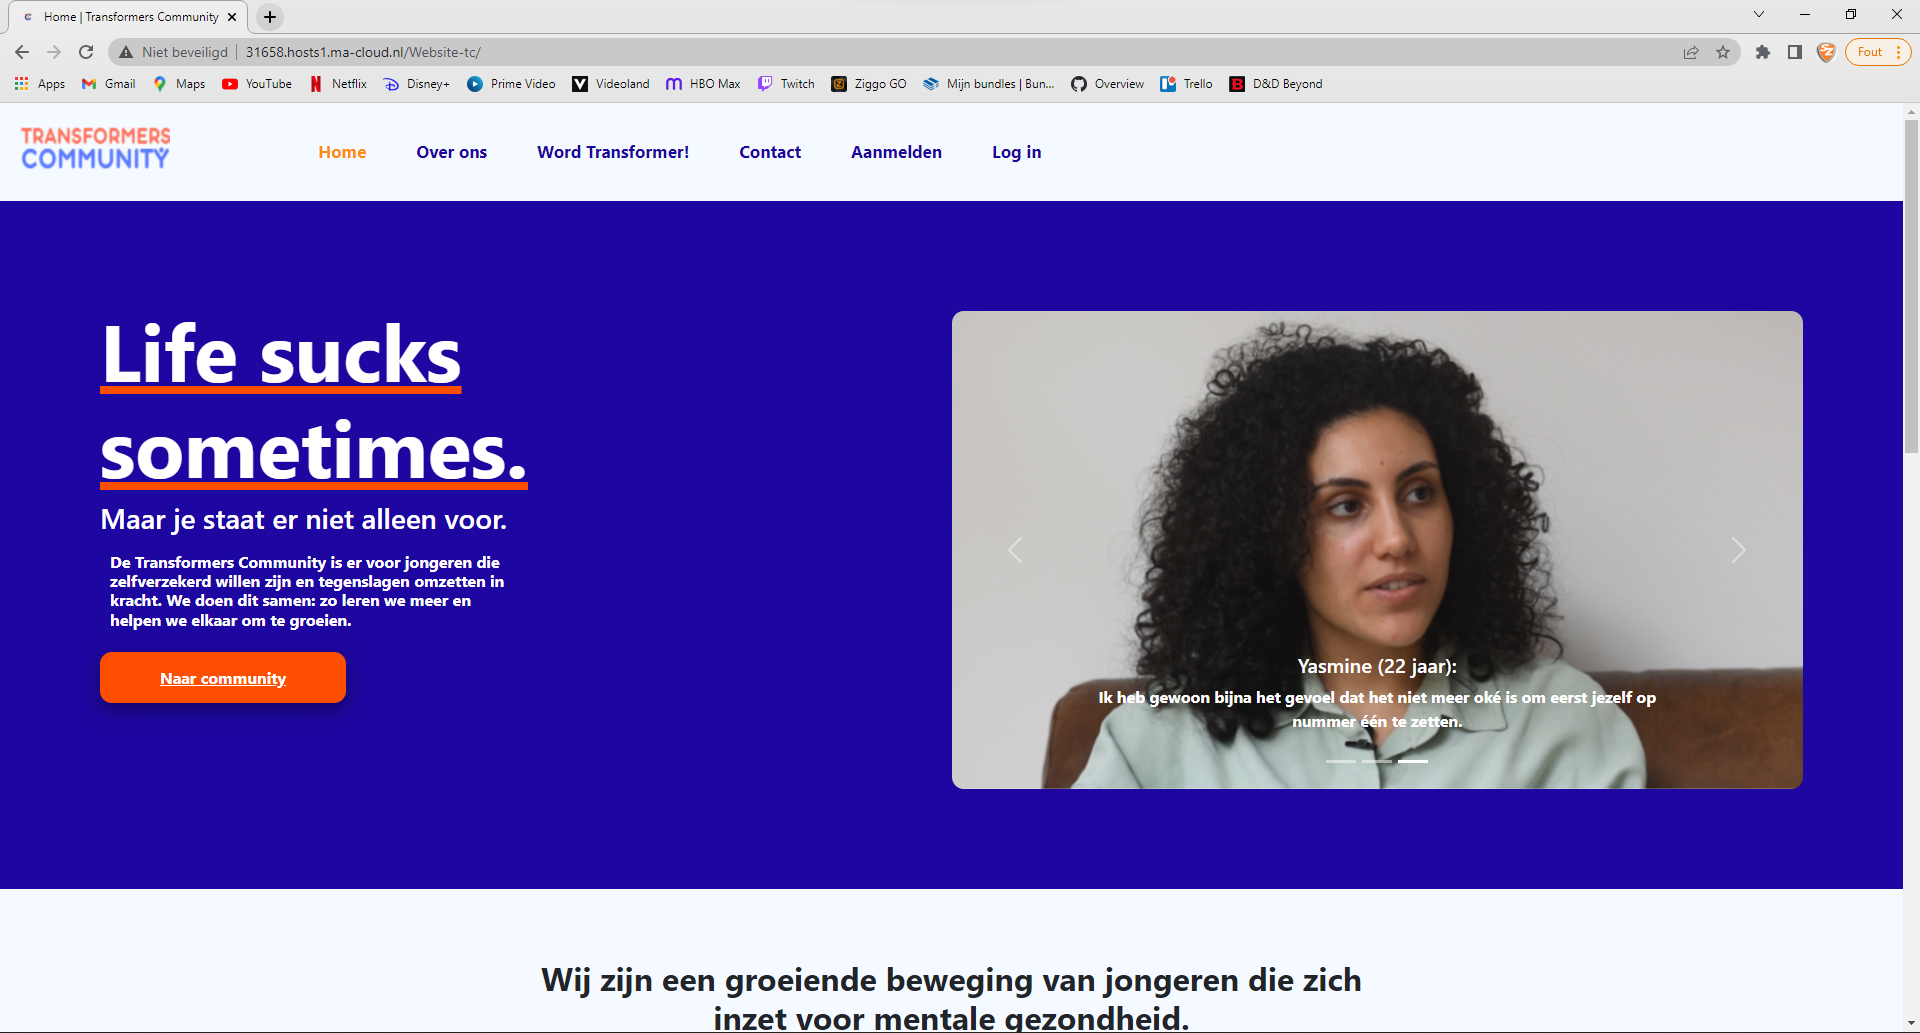 Home | Transformers Community
Niet beveiligd | 31658.hosts1.ma-cloud.nl/Website-tc/
Fout
Apps Gmail Maps YouTube Netflix Disney+ Prime Video Videoland HBO Max Twitch Ziggo GO Mijn bundles | Bun... Overview Trello D&D Beyond
TRANSFORMERS
COMMUNITY
Home Over ons Word Transformer! Contact Aanmelden Log in
Life sucks
sometimes.
Maar je staat er niet alleen voor.
De Transformers Community is er voor jongeren die
zelfverzekerd willen zijn en tegenslagen omzetten in
kracht. We doen dit samen: zo leren we meer en
helpen we elkaar om te groeien.
Naar community
Yasmine (22 jaar):
Ik heb gewoon bijna het gevoel dat het niet meer oké is om eerst jezelf op
nummer één te zetten.
Wij zijn een groeiende beweging van jongeren die zich
inzet voor mentale gezondheid.